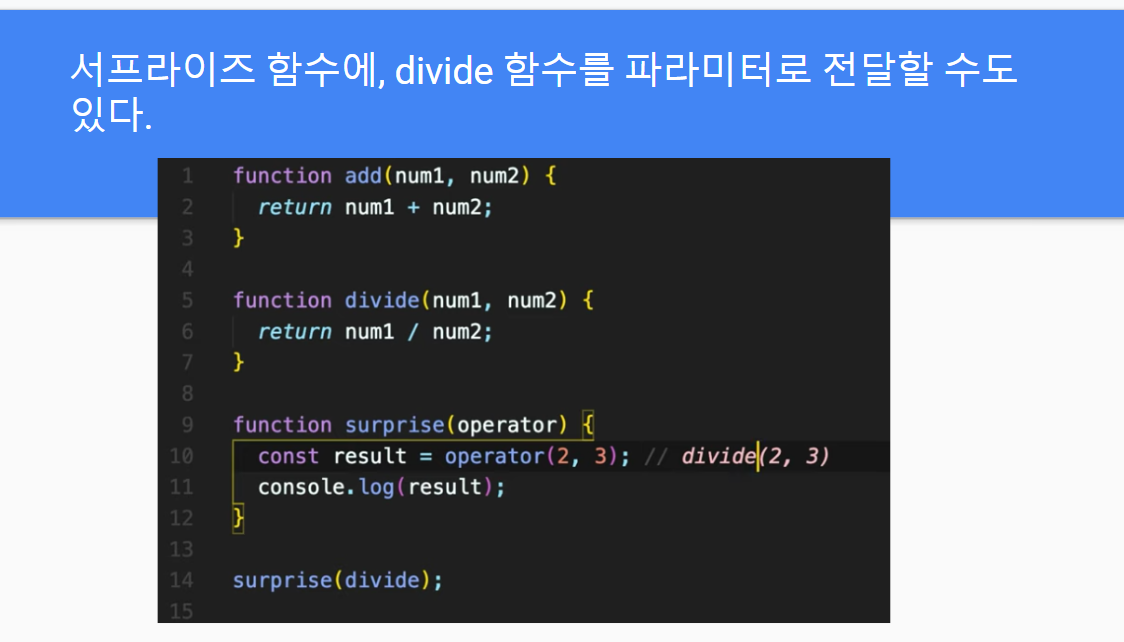 서프라이즈 함수에, divide 함수를 파라미터로 전달할 수도
있다.
1 function add(num1, num2) {
2 return num1 + num2;
3 }
4
5 function divide(num1, num2) {
6 return num1 / num2;
7 }
8
9 function surprise(operator) {
10 const result = operator(2, 3); // divide(2, 3)
11 console.log(result);
12 }
13
14 surprise(divide);
15